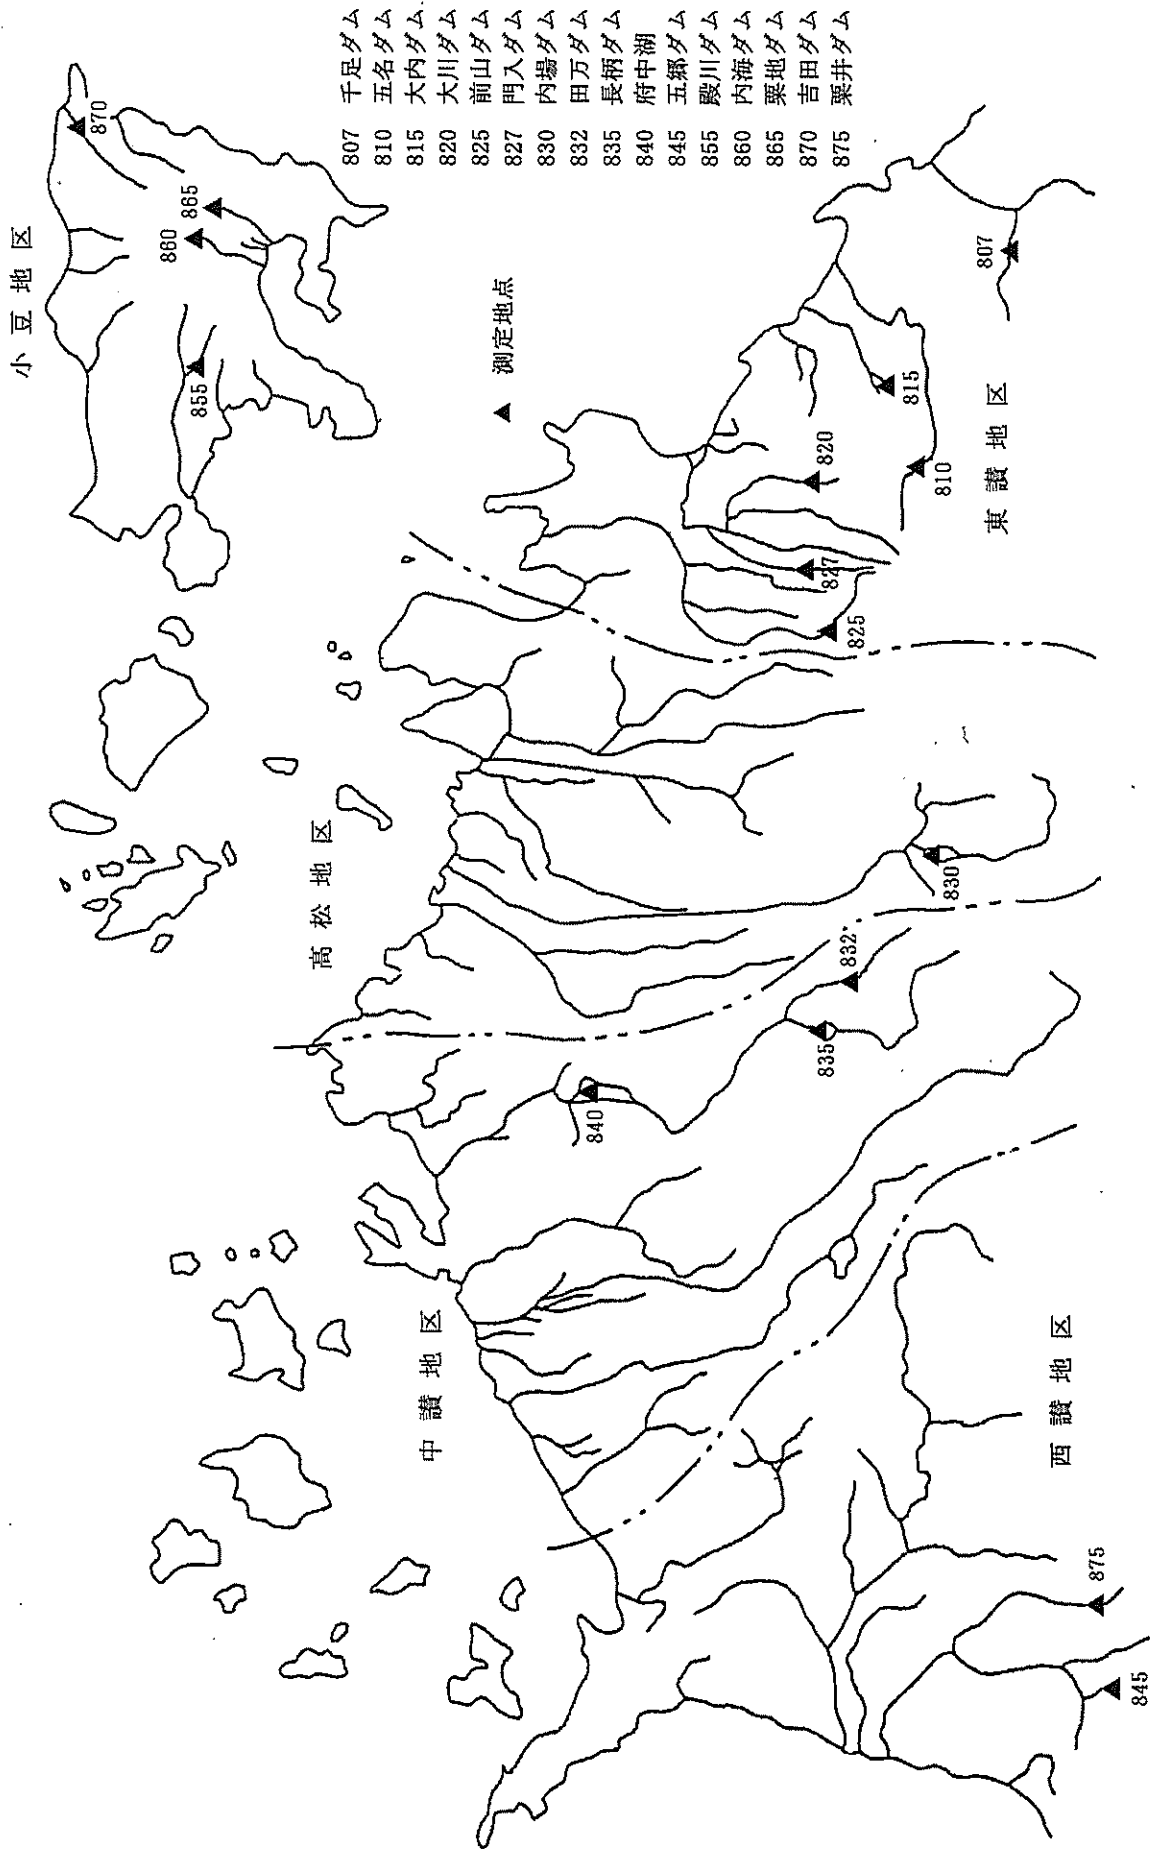 小豆地区
高松地区
中讃地区
西讃地区
東讃地区
▲ 測定地点
807 千足ダム
810 五名ダム
815 大内ダム
820 大川ダム
825 前山ダム
827 門入ダム
830 内場ダム
832 田万ダム
835 長柄ダム
840 府中湖
845 五郷ダム
855 殿川ダム
860 内海ダム
865 粟地ダム
870 吉田ダム
875 粟井ダム
870
865
860
855
807
815
820
810
827
825
830
832
835
840
875
845